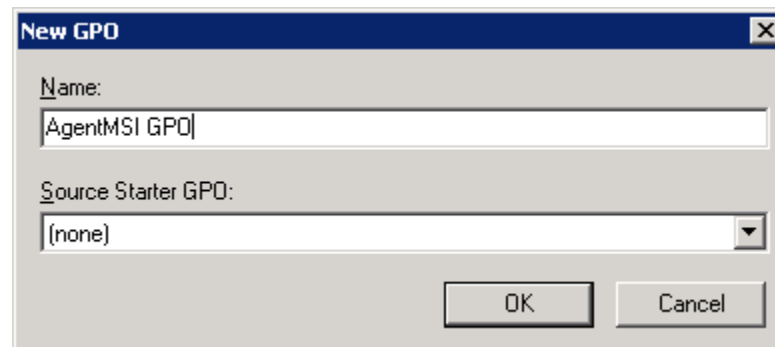 New GPO
Name:
AgentMSI GPO
Source Starter GPO:
(none)
OK Cancel